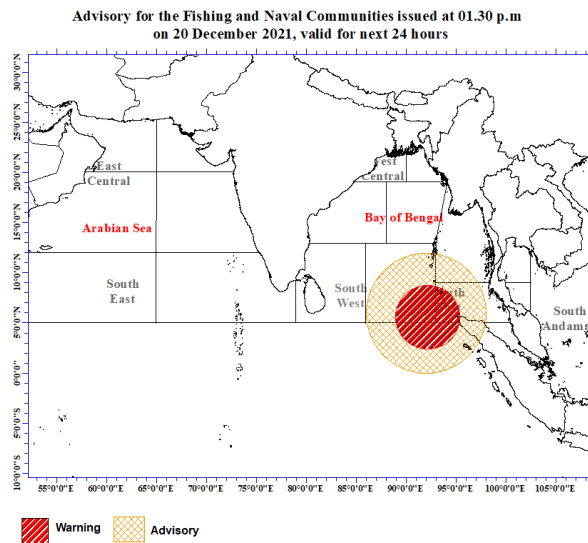 Advisory for the Fishing and Naval Communities issued at 01.30 p.m
on 20 December 2021, valid for next 24 hours
30°0'0"N
25°0'0"N
20°0'0"N
15°0'0"N
10°0'0"N
5°0'0"N
0°0'0"
5°0'0"S
10°0'0"S
East
Central
West
Central
Arabian Sea
Bay of Bengal
South
East
South
West
South
Andama
55°0'0"E 60°0'0"E 65°0'0"E 70°0'0"E 75°0'0"E 80°0'0"E 85°0'0"E 90°0'0"E 95°0'0"E 100°0'0"E 105°0'0"E
Warning Advisory